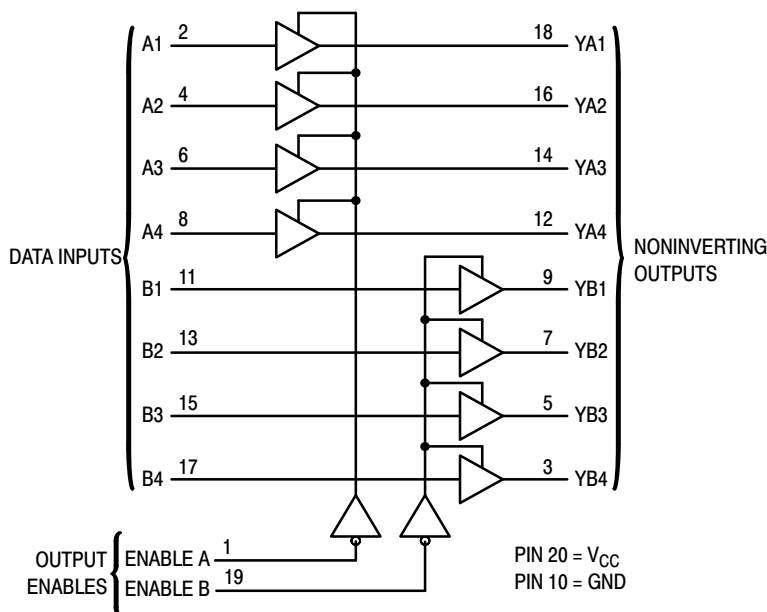 A1 2 18 YA1
A2 4 16 YA2
A3 6 14 YA3
A4 8 12 YA4
DATA INPUTS
NONINVERTING
OUTPUTS
B1 11 9 YB1
B2 13 7 YB2
B3 15 5 YB3
B4 17 3 YB4
OUTPUT
ENABLES
ENABLE A 1
ENABLE B 19
PIN 20 = VCC
PIN 10 = GND